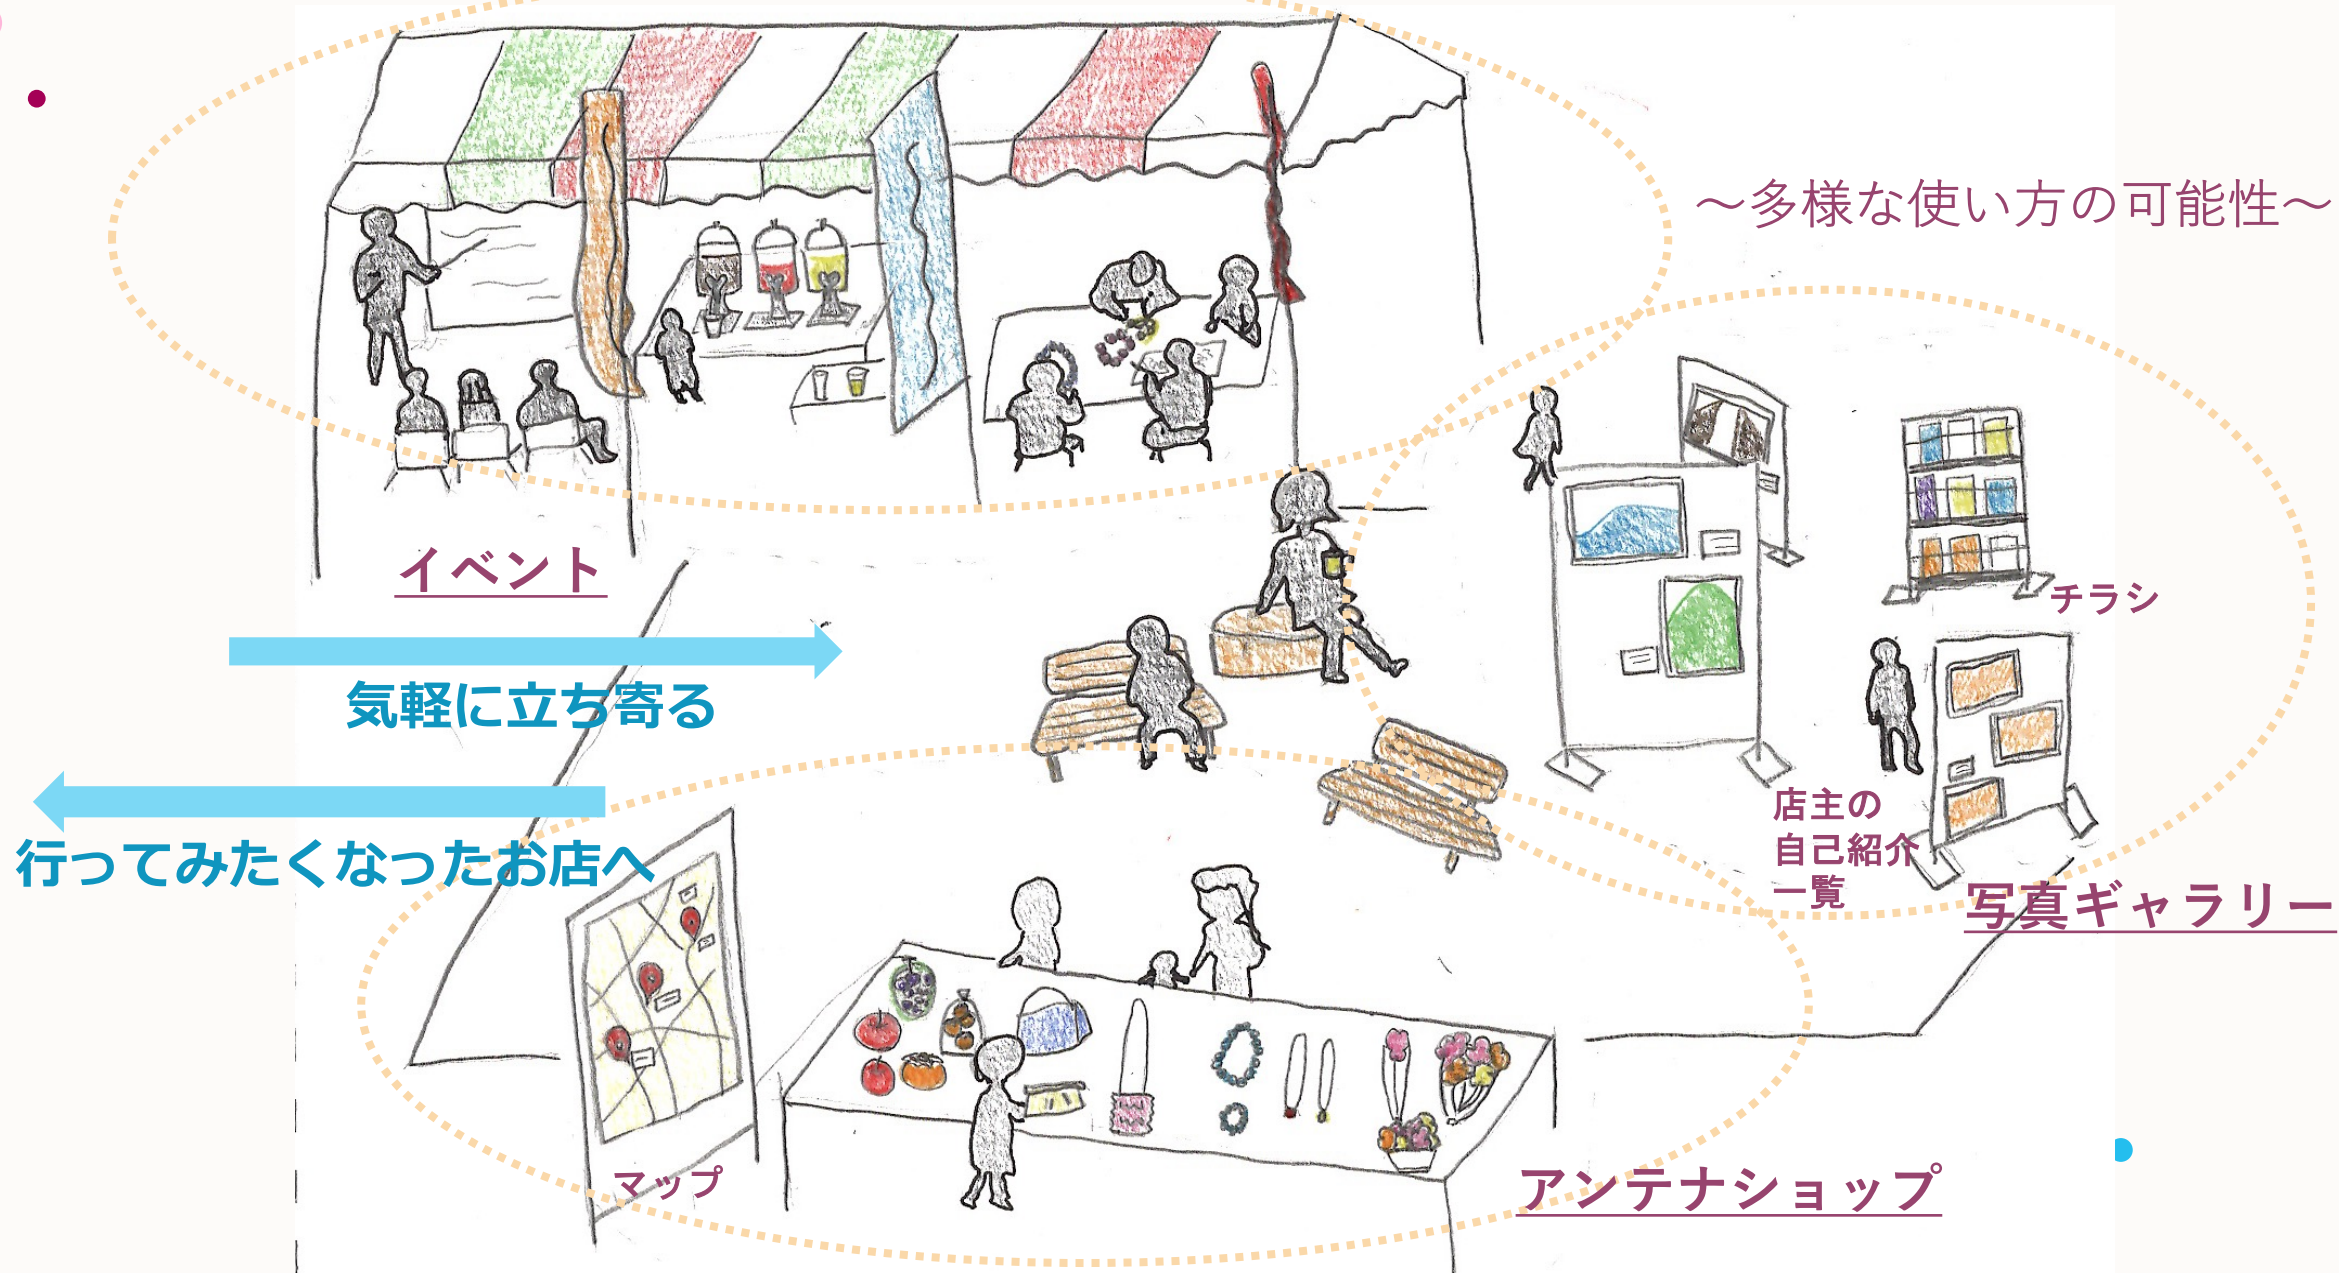 ～多様な使い方の可能性～
イベント
チラシ
気軽に立ち寄る
行ってみたくなったお店へ
店主の
自己紹介
一覧
写真ギャラリー
マップ
アンテナショップ